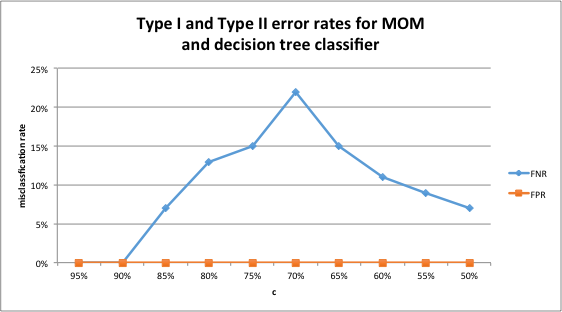 Type I and Type II error rates for MOM
and decision tree classifier
25%
20%
15%
10%
5%
0%
misclassfication rate
95% 90% 85% 80% 75% 70% 65% 60% 55% 50%
c
FNR
FPR